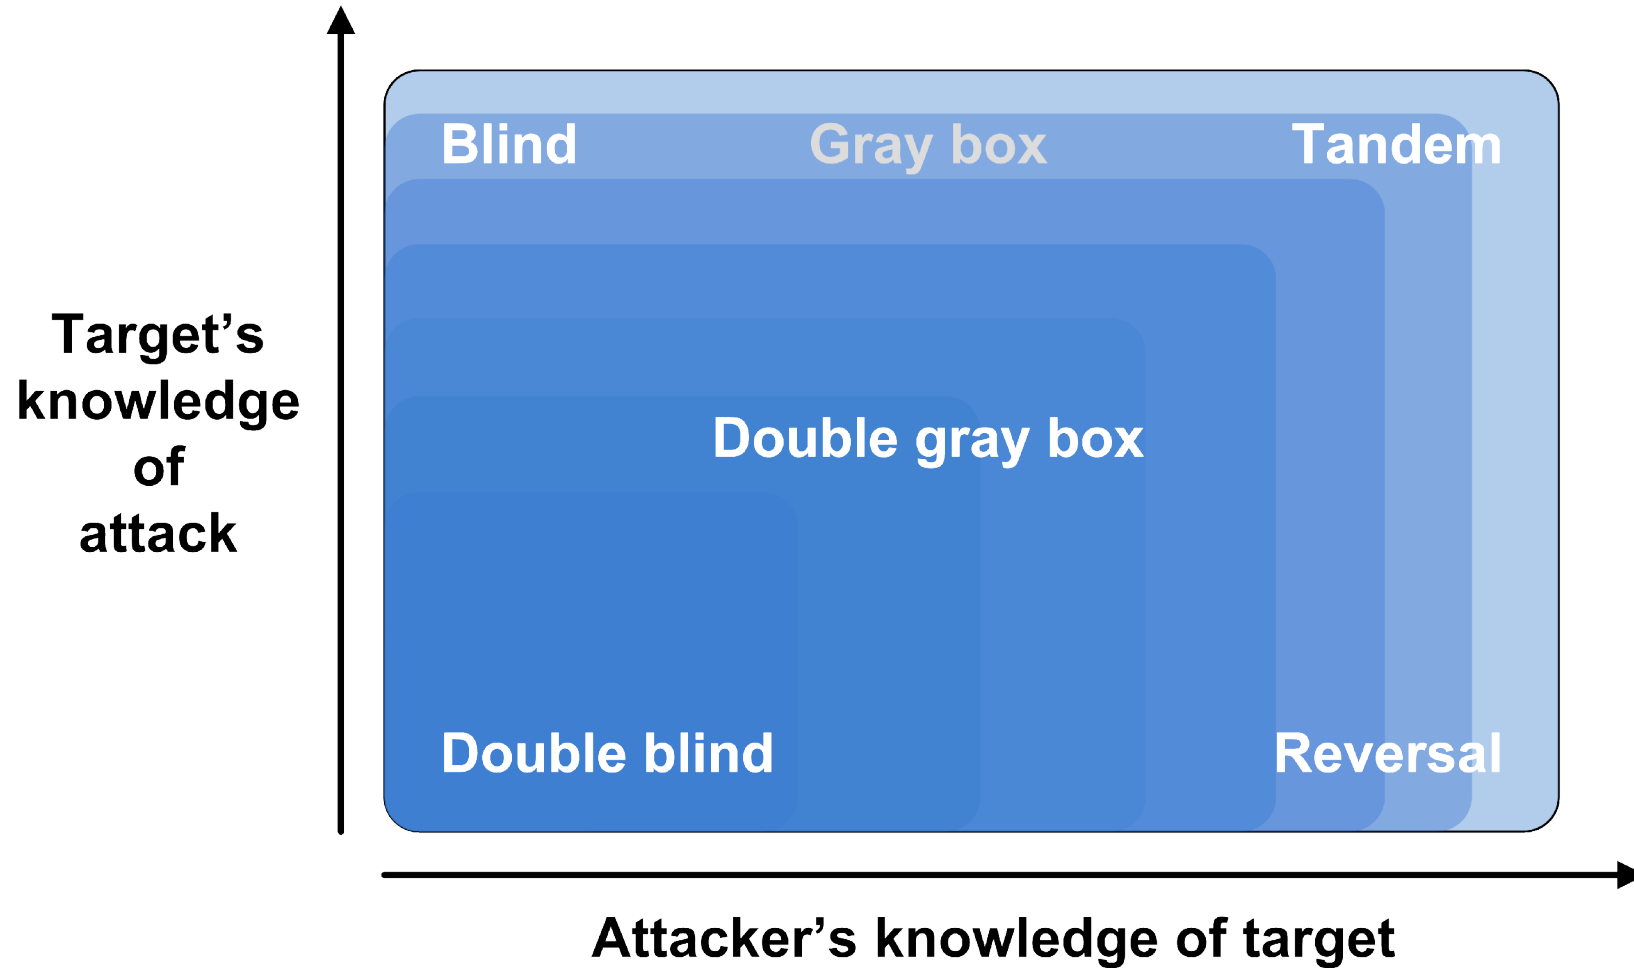 Blind
Gray box
Tandem
Target’s
knowledge
of
attack
Double gray box
Double blind
Reversal
Attacker’s knowledge of target